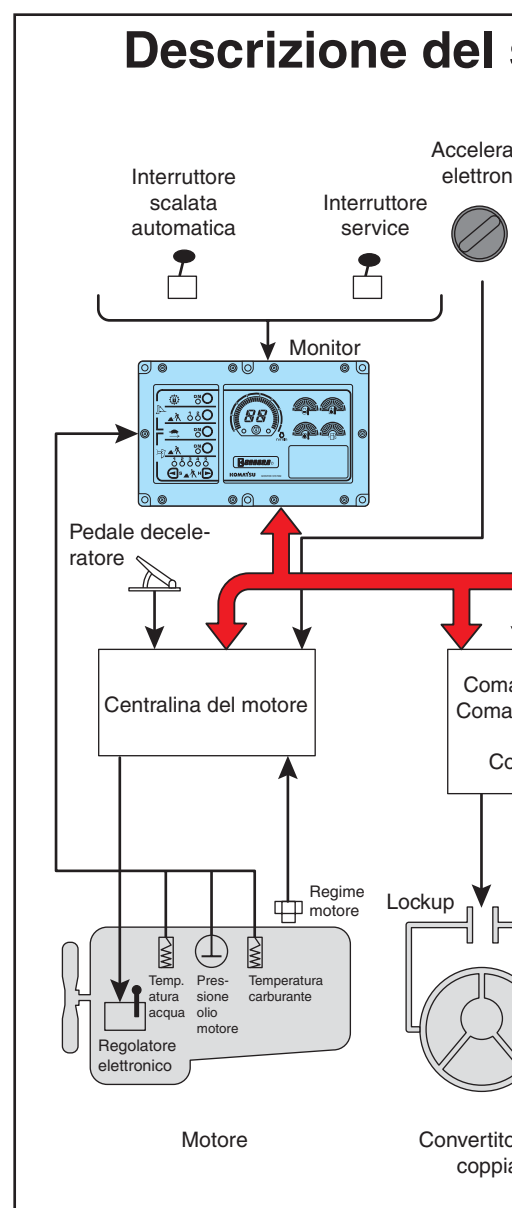 Descrizione del
Interruttore
scalata
automatica
Interruttore
service
Monitor
KOMATSU
Pedale decele-
ratore
Centralina del motore
Regime
motore
Lockup
Temp.
atura
acqua
Pres-
sione
olio
motore
Temperatura
carburante
Regolatore
elettronico
Motore